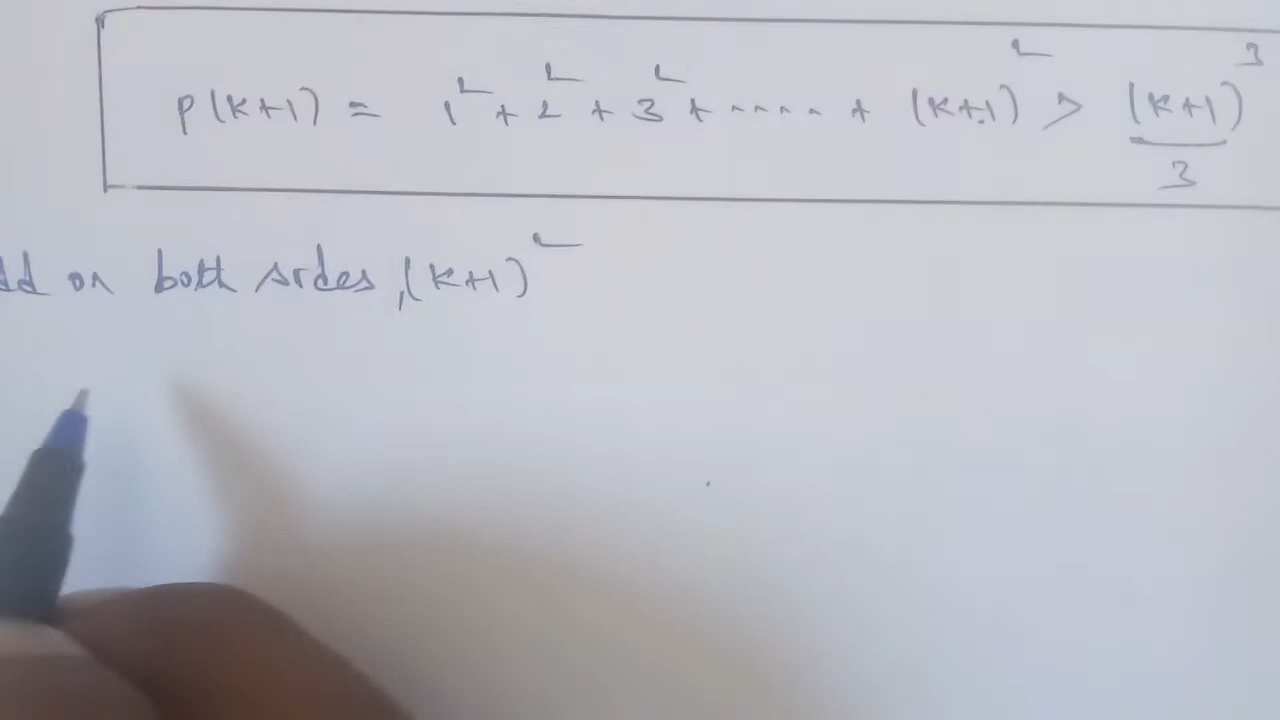 P(K+1) = 1² + 2² + 3² + ..... + (K+1)² > (K+1)³/3
dd on both sides, (K+1)²